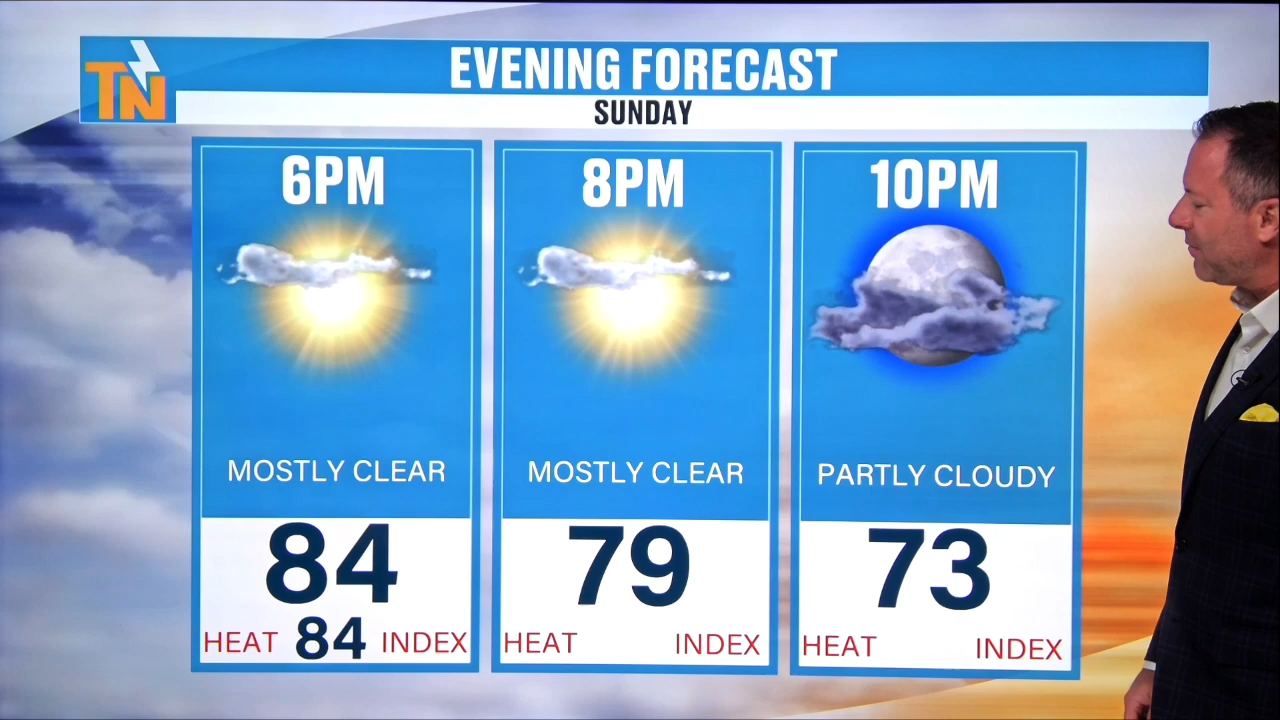 TN
EVENING FORECAST
SUNDAY
6PM
MOSTLY CLEAR
84
HEAT 84 INDEX
8PM
MOSTLY CLEAR
79
HEAT INDEX
10PM
PARTLY CLOUDY
73
HEAT INDEX